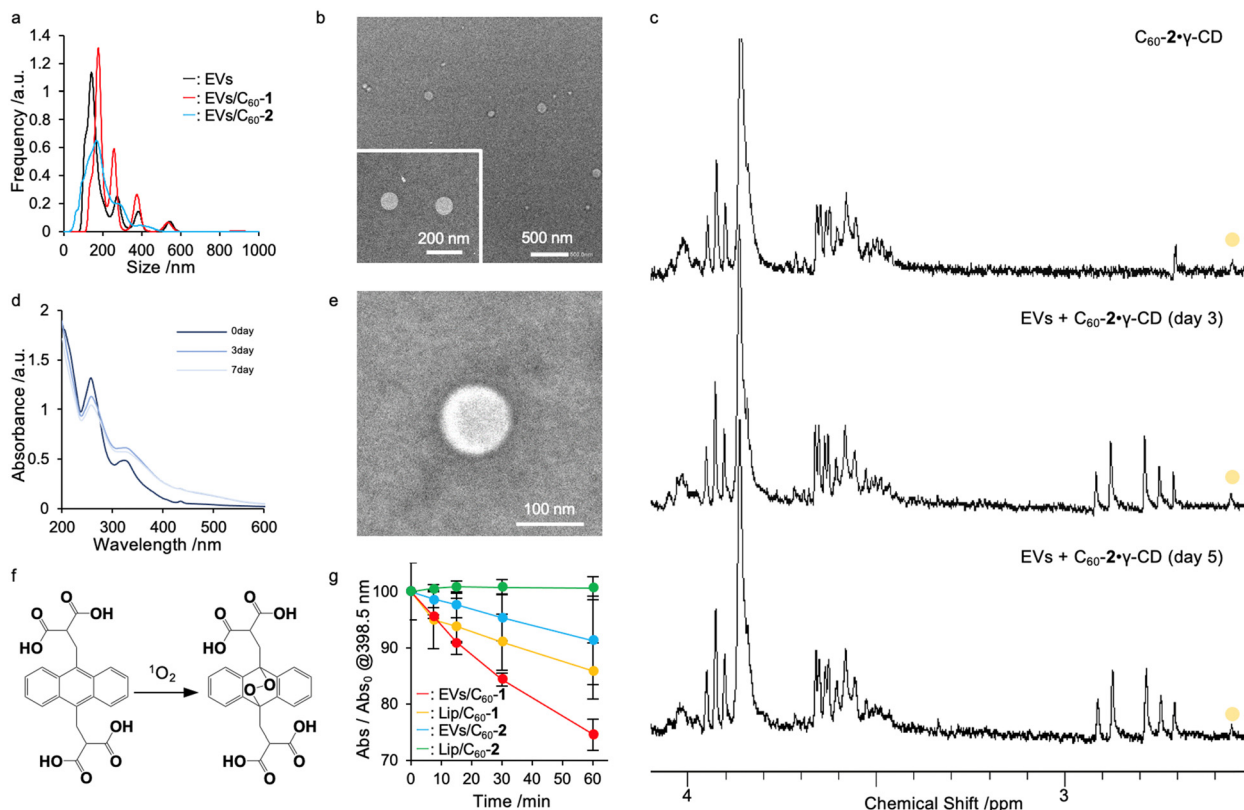 a
Frequency /a.u.
1.4
1.2
1
0.8
0.6
0.4
0.2
0
0 200 400 600 800 1000
Size /nm
: EVs
: EVs/C₆₀-1
: EVs/C₆₀-2
b
200 nm
500 nm
c
C₆₀-2•γ-CD
EVs + C₆₀-2•γ-CD (day 3)
EVs + C₆₀-2•γ-CD (day 5)
4 3
Chemical Shift /ppm
d
Absorbance /a.u.
2
1.5
1
0.5
0
200 300 400 500 600
Wavelength /nm
0day
3day
7day
e
100 nm
f
O
OH
HO
O
¹O₂
O
OH
HO
O
O
OH
HO
O
O O
O
OH
HO
O
g
Abs / Abs₀ @398.5 nm
100
90
80
70
0 10 20 30 40 50 60
Time /min
: EVs/C₆₀-1
: Lip/C₆₀-1
: EVs/C₆₀-2
: Lip/C₆₀-2